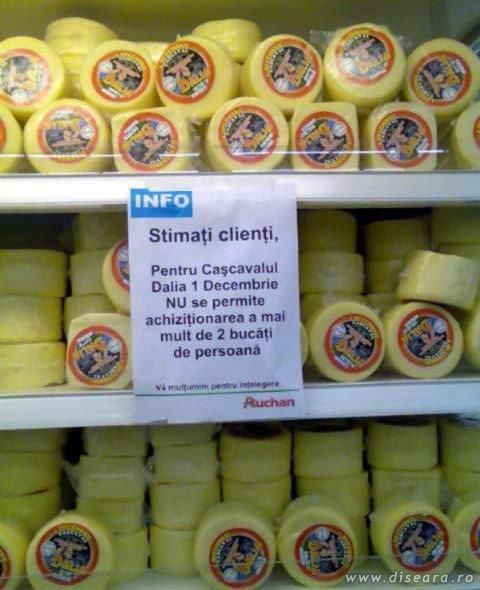 INFO
Stimați clienți,
Pentru Cașcavalul
Dalia 1 Decembrie
NU se permite
achiziționarea a mai
mult de 2 bucăți
de persoană
Vă mulțumim pentru înțelegere
Auchan
www.diseara.ro